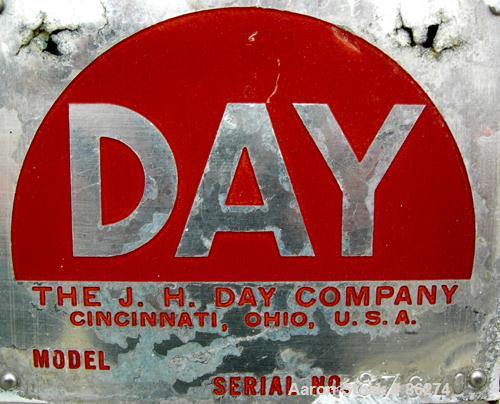 DAY
THE J. H. DAY COMPANY
CINCINNATI, OHIO, U.S.A.
MODEL
SERIAL NO.